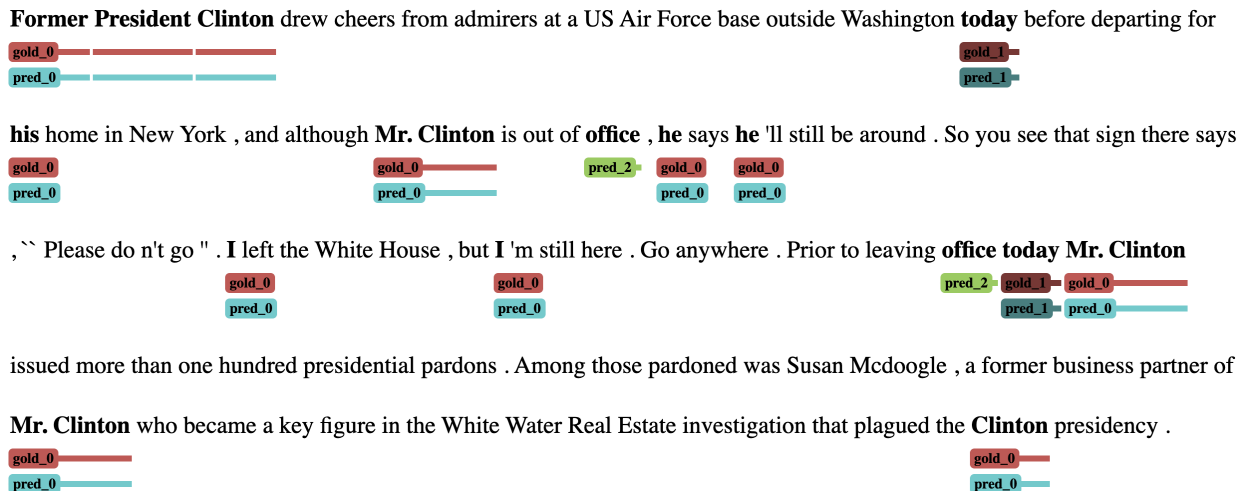 Former President Clinton drew cheers from admirers at a US Air Force base outside Washington today before departing for
gold_0 gold_1
pred_0 pred_1
his home in New York , and although Mr. Clinton is out of office , he says he 'll still be around . So you see that sign there says
gold_0 gold_0 pred_2 gold_0 gold_0
pred_0 pred_0 pred_0 pred_0
, `` Please do n't go " . I left the White House , but I 'm still here . Go anywhere . Prior to leaving office today Mr. Clinton
gold_0 gold_0 pred_2 gold_1 gold_0
pred_0 pred_0 pred_1 pred_0
issued more than one hundred presidential pardons . Among those pardoned was Susan Mcdoogle , a former business partner of
Mr. Clinton who became a key figure in the White Water Real Estate investigation that plagued the Clinton presidency .
gold_0 gold_0
pred_0 pred_0